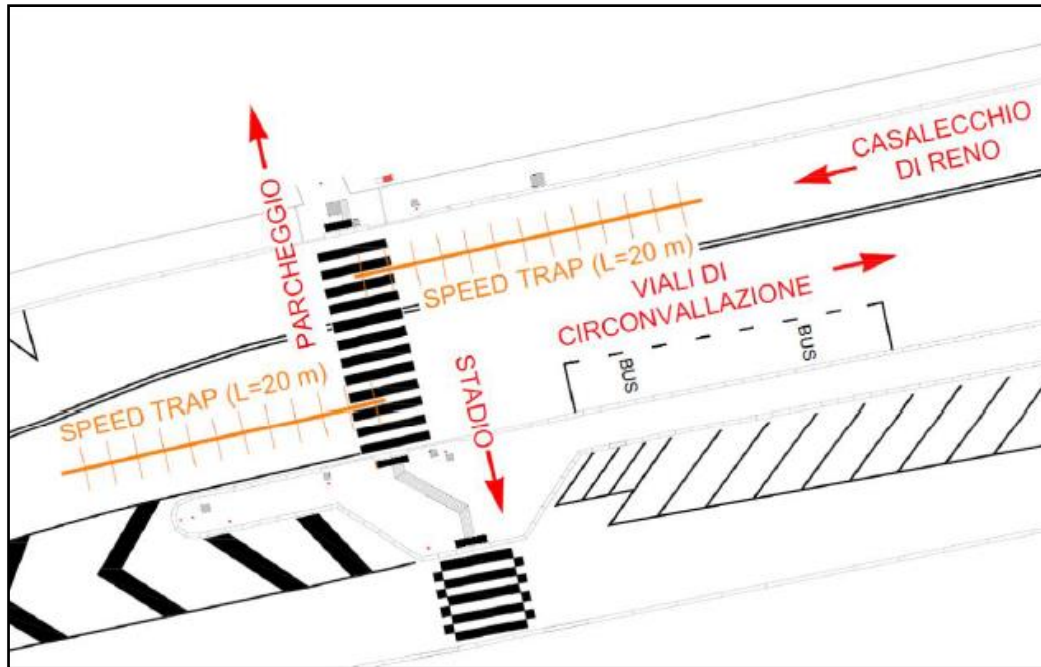 CASALECCHIO
DI RENO
PARCHEGGIO
SPEED TRAP (L=20 m)
VIALI DI
CIRCONVALLAZIONE
BUS
BUS
STADIO
SPEED TRAP (L=20 m)